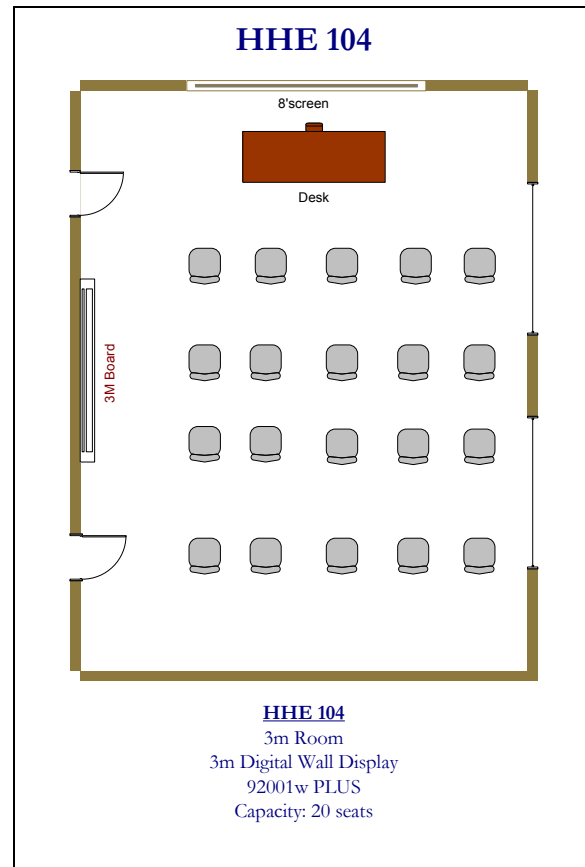 HHE 104
8'screen
Desk
3M Board
HHE 104
3m Room
3m Digital Wall Display
92001w PLUS
Capacity: 20 seats